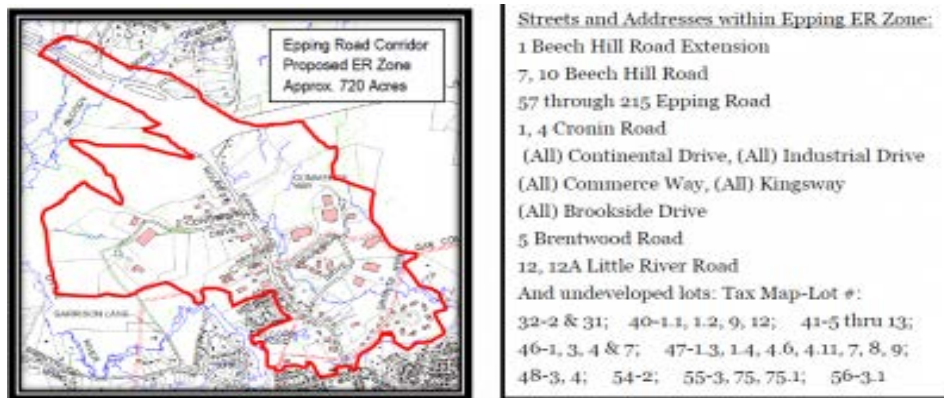 Epping Road Corridor
Proposed ER Zone
Approx. 720 Acres
GARRISON LANE
Streets and Addresses within Epping ER Zone:
1 Beech Hill Road Extension
7, 10 Beech Hill Road
57 through 215 Epping Road
1, 4 Cronin Road
(All) Continental Drive, (All) Industrial Drive
(All) Commerce Way, (All) Kingsway
(All) Brookside Drive
5 Brentwood Road
12, 12A Little River Road
And undeveloped lots: Tax Map-Lot #:
32-2 & 31; 40-1.1, 1.2, 9, 12; 41-5 thru 13;
46-1, 3, 4 & 7; 47-1.3, 1.4, 4.6, 4.11, 7, 8, 9;
48-3, 4; 54-2; 55-3, 75, 75.1; 56-3.1